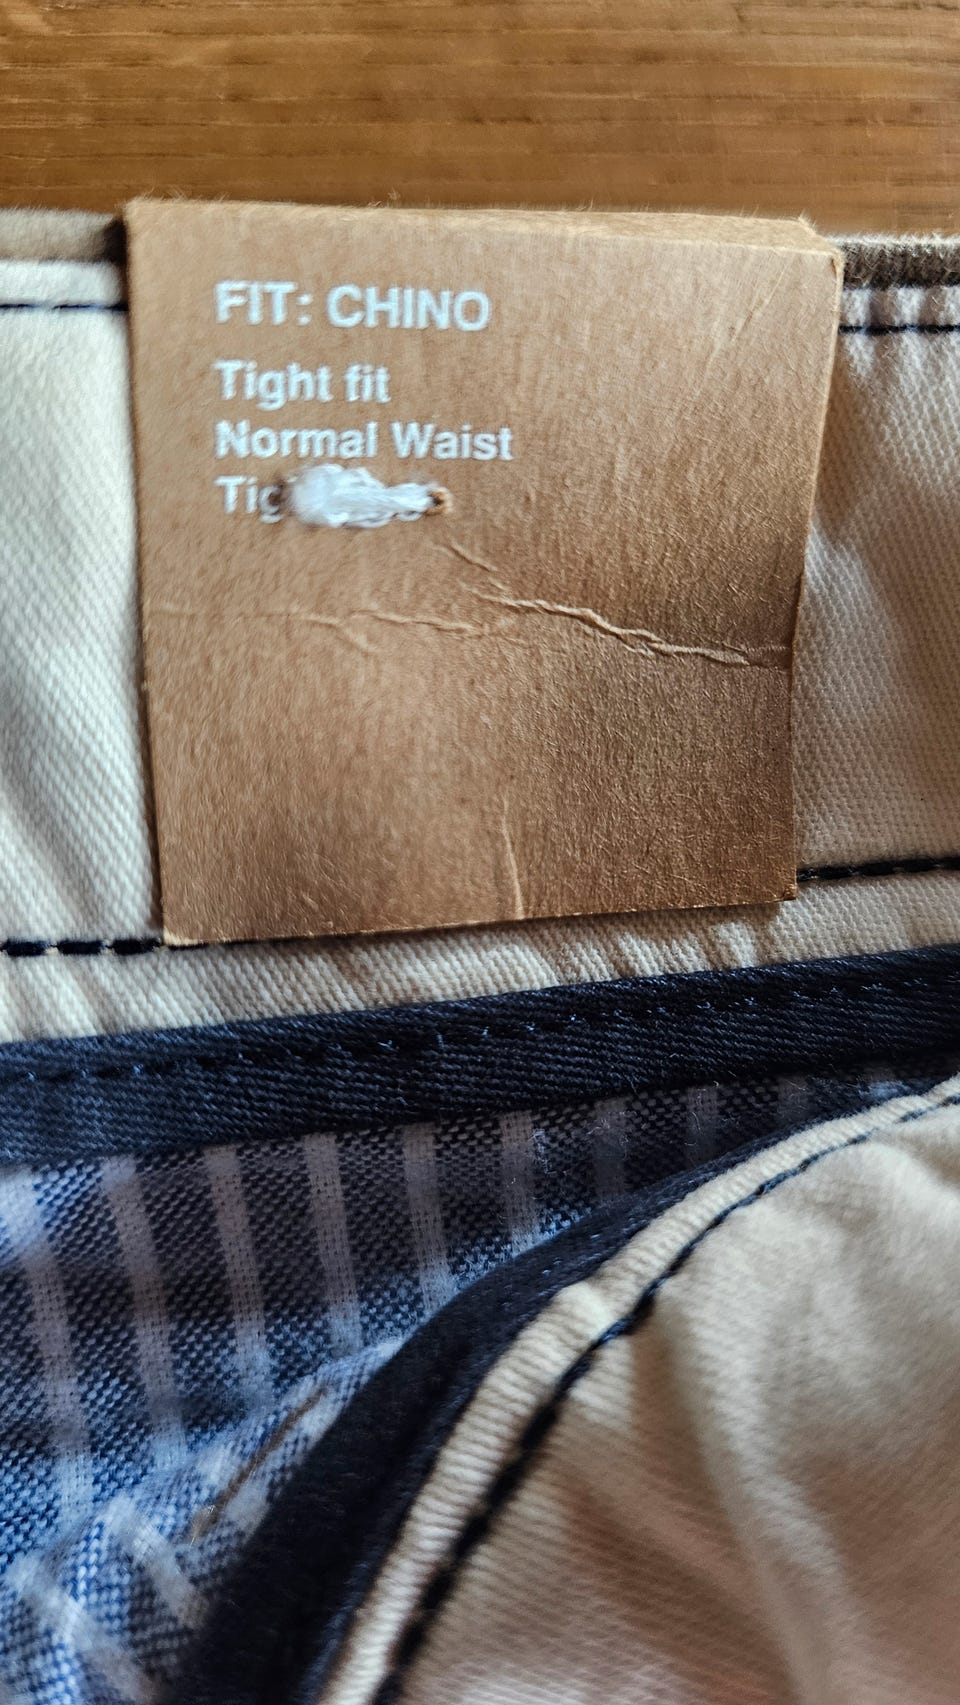 FIT: CHINO
Tight fit
Normal Waist